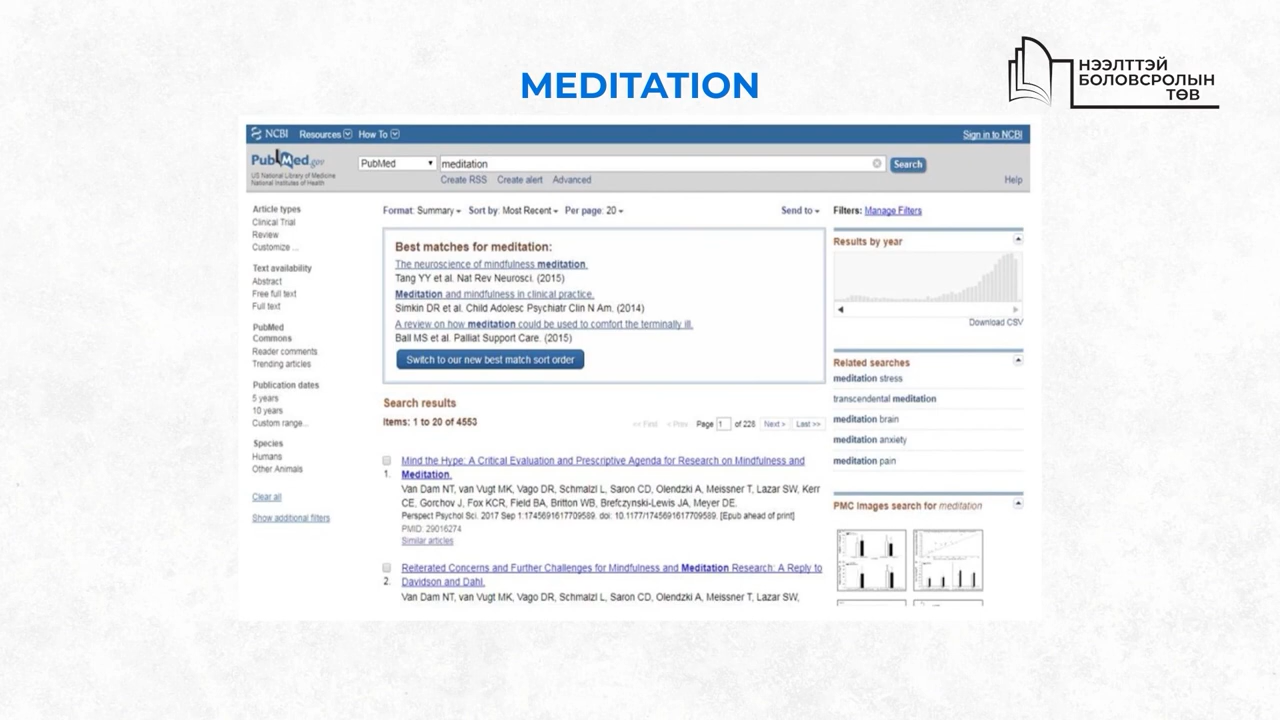 MEDITATION
НЭЭЛТТЭЙ
БОЛОВСРОЛЫН
ТӨВ
NCBI Resources How To Sign in to NCBI
PubMed.gov
US National Library of Medicine
National Institutes of Health
PubMed meditation Search
Create RSS Create alert Advanced Help
Article types
Clinical Trial
Review
Customize ...
Text availability
Abstract
Free full text
Full text
PubMed
Commons
Reader comments
Trending articles
Publication dates
5 years
10 years
Custom range...
Species
Humans
Other Animals
Clear all
Show additional filters
Format: Summary Sort by: Most Recent Per page: 20 Send to
Best matches for meditation:
The neuroscience of mindfulness meditation.
Tang YY et al. Nat Rev Neurosci. (2015)
Meditation and mindfulness in clinical practice.
Simkin DR et al. Child Adolesc Psychiatr Clin N Am. (2014)
A review on how meditation could be used to comfort the terminally ill.
Ball MS et al. Palliat Support Care. (2015)
Switch to our new best match sort order
Search results
Items: 1 to 20 of 4553
<< First < Prev Page 1 of 228 Next > Last >>
Mind the Hype: A Critical Evaluation and Prescriptive Agenda for Research on Mindfulness and
1. Meditation.
Van Dam NT, van Vugt MK, Vago DR, Schmalzl L, Saron CD, Olendzki A, Meissner T, Lazar SW, Kerr
CE, Gorchov J, Fox KCR, Field BA, Britton WB, Brefczynski-Lewis JA, Meyer DE.
Perspect Psychol Sci. 2017 Sep 1:1745691617709589. doi: 10.1177/1745691617709589. [Epub ahead of print]
PMID: 29016274
Similar articles
Reiterated Concerns and Further Challenges for Mindfulness and Meditation Research: A Reply to
2. Davidson and Dahl.
Van Dam NT, van Vugt MK, Vago DR, Schmalzl L, Saron CD, Olendzki A, Meissner T, Lazar SW,
Filters: Manage Filters
Results by year
Download CSV
Related searches
meditation stress
transcendental meditation
meditation brain
meditation anxiety
meditation pain
PMC Images search for meditation